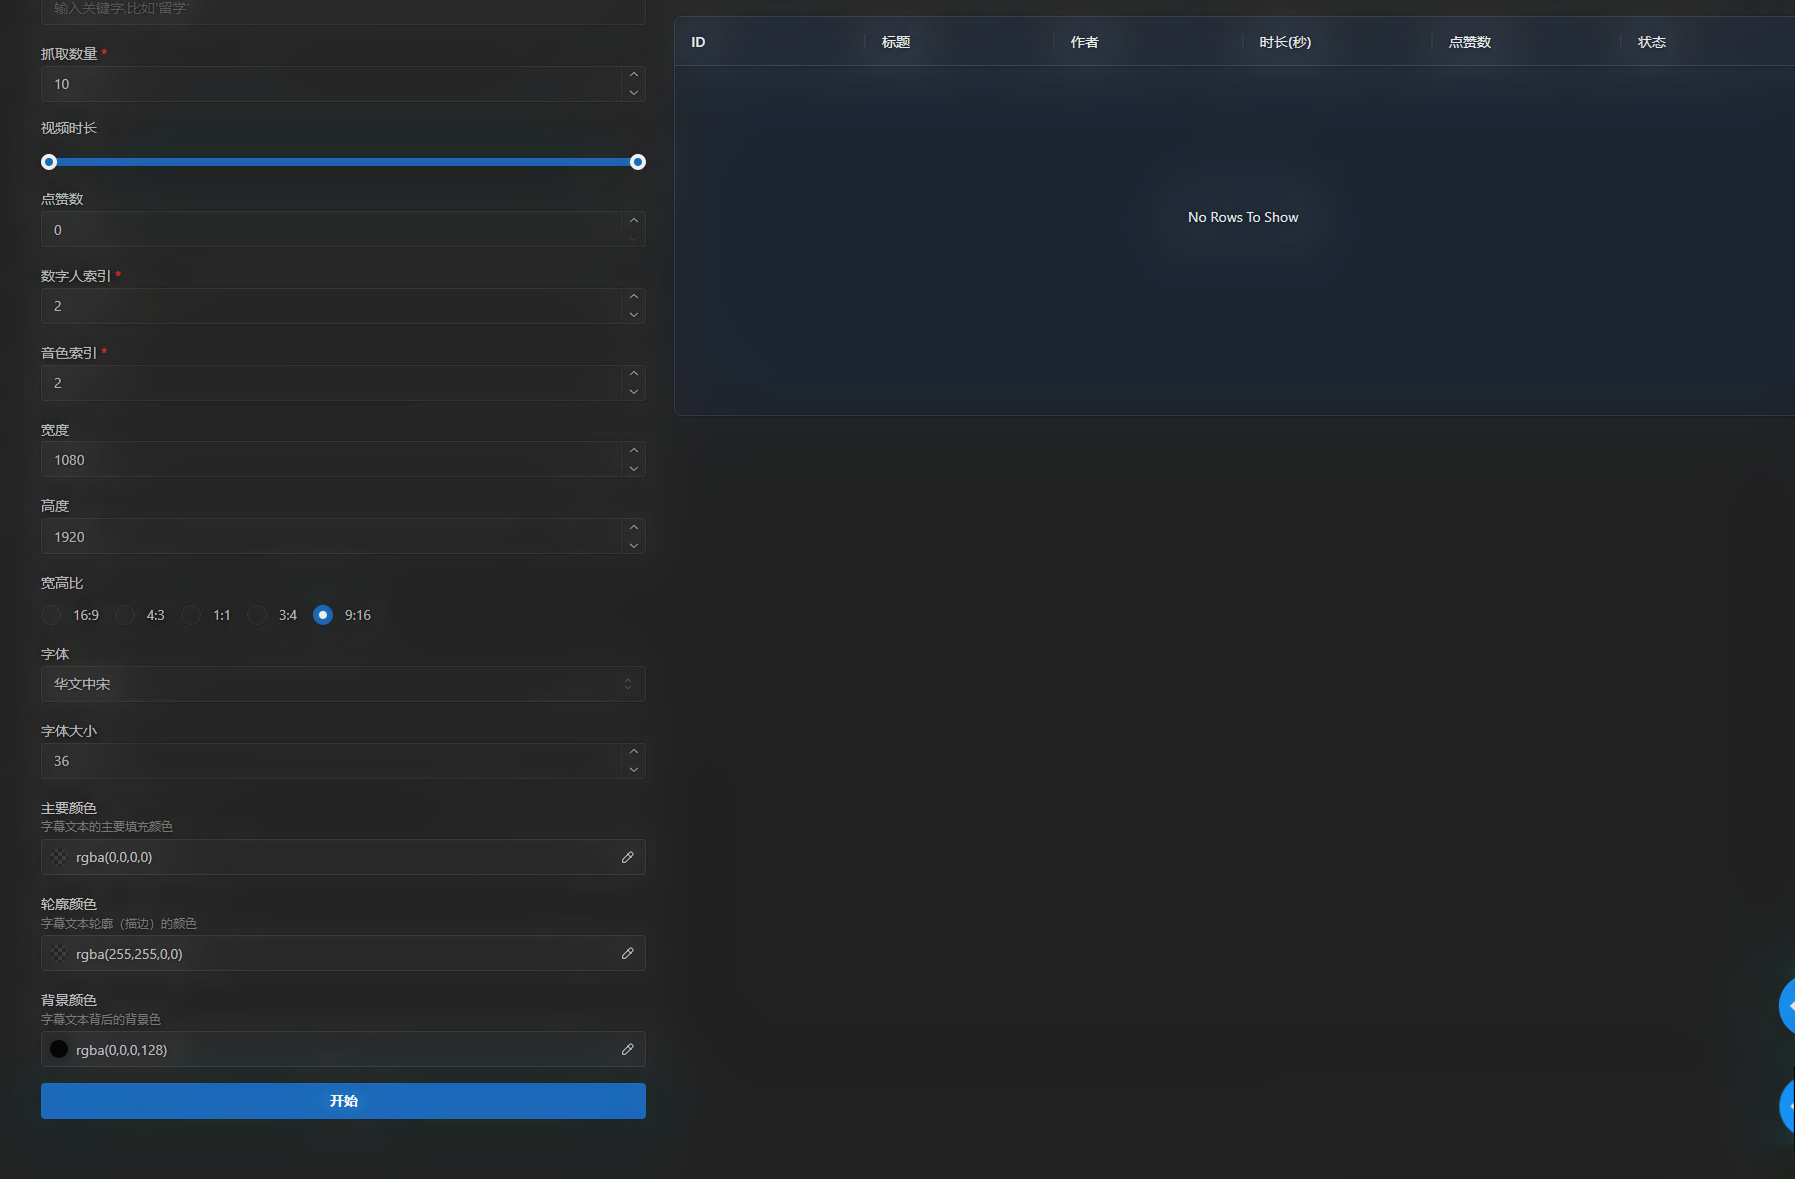 输入关键字,比如'留学'
抓取数量 *
10
视频时长
点赞数
0
数字人索引 *
2
音色索引 *
2
宽度
1080
高度
1920
宽高比
16:9 4:3 1:1 3:4 9:16
字体
华文中宋
字体大小
36
主要颜色
字幕文本的主要填充颜色
rgba(0,0,0,0)
轮廓颜色
字幕文本轮廓（描边）的颜色
rgba(255,255,0,0)
背景颜色
字幕文本背后的背景色
rgba(0,0,0,128)
开始
ID 标题 作者 时长(秒) 点赞数 状态
No Rows To Show